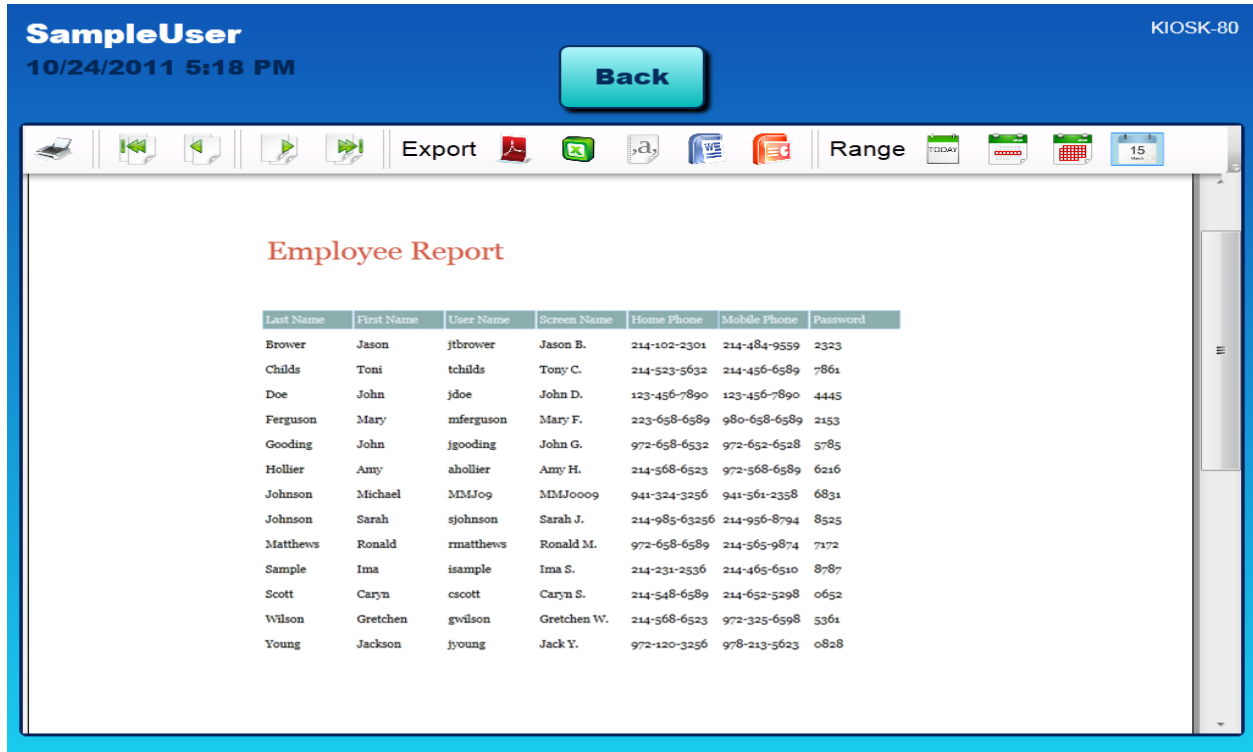 SampleUser
KIOSK-80
10/24/2011 5:18 PM
Back
Export ,a, Range TODAY 15
Employee Report
Last Name First Name User Name Screen Name Home Phone Mobile Phone Password
Brower Jason jtbrower Jason B. 214-102-2301 214-484-9559 2323
Childs Toni tchilds Tony C. 214-523-5632 214-456-6589 7861
Doe John jdoe John D. 123-456-7890 123-456-7890 4445
Ferguson Mary mferguson Mary F. 223-658-6589 980-658-6589 2153
Gooding John jgooding John G. 972-658-6532 972-652-6528 5785
Hollier Amy ahollier Amy H. 214-568-6523 972-568-6589 6216
Johnson Michael MMJ09 MMJ0009 941-324-3256 941-561-2358 6831
Johnson Sarah sjohnson Sarah J. 214-985-63256 214-956-8794 8525
Matthews Ronald rmatthews Ronald M. 972-658-6589 214-565-9874 7172
Sample Ima isample Ima S. 214-231-2536 214-465-6510 8787
Scott Caryn cscott Caryn S. 214-548-6589 214-652-5298 0652
Wilson Gretchen gwilson Gretchen W. 214-568-6523 972-325-6598 5361
Young Jackson jyoung Jack Y. 972-120-3256 978-213-5623 0828